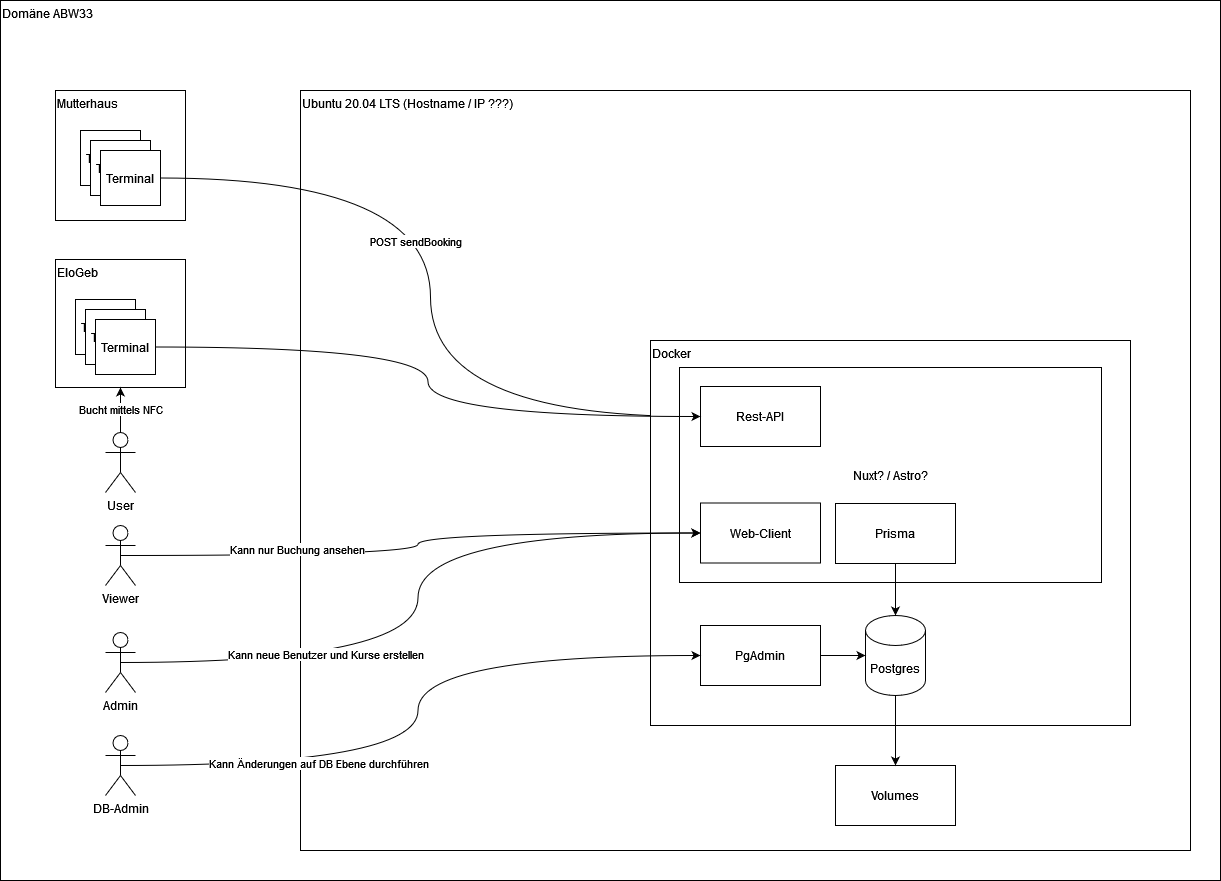 Domäne ABW33
Mutterhaus
Terminal
Ubuntu 20.04 LTS (Hostname / IP ???)
POST sendBooking
EloGeb
Terminal
Bucht mittels NFC
User
Docker
Rest-API
Nuxt? / Astro?
Web-Client
Prisma
Kann nur Buchung ansehen
Viewer
Kann neue Benutzer und Kurse erstellen
Admin
PgAdmin
Postgres
Kann Änderungen auf DB Ebene durchführen
DB-Admin
Volumes